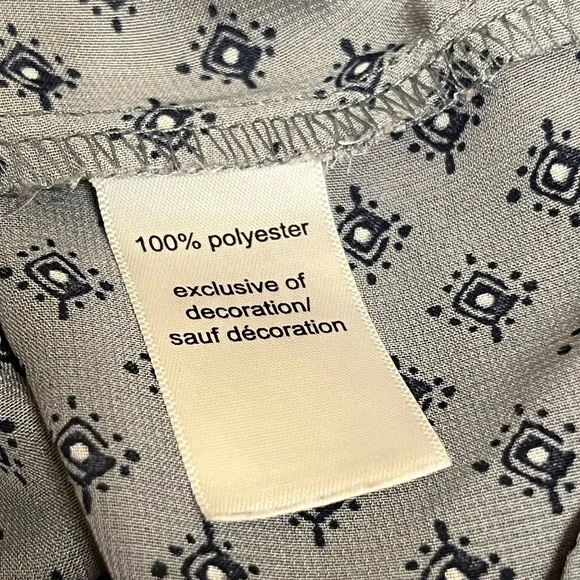 100% polyester
exclusive of
decoration/
sauf décoration